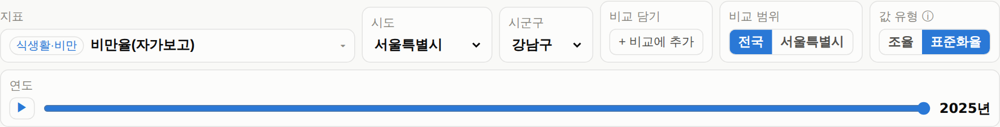 지표
식생활·비만 비만율(자가보고)
시도
서울특별시
시군구
강남구
비교 담기
+ 비교에 추가
비교 범위
전국 서울특별시
값 유형 ⓘ
조율 표준화율
연도
2025년